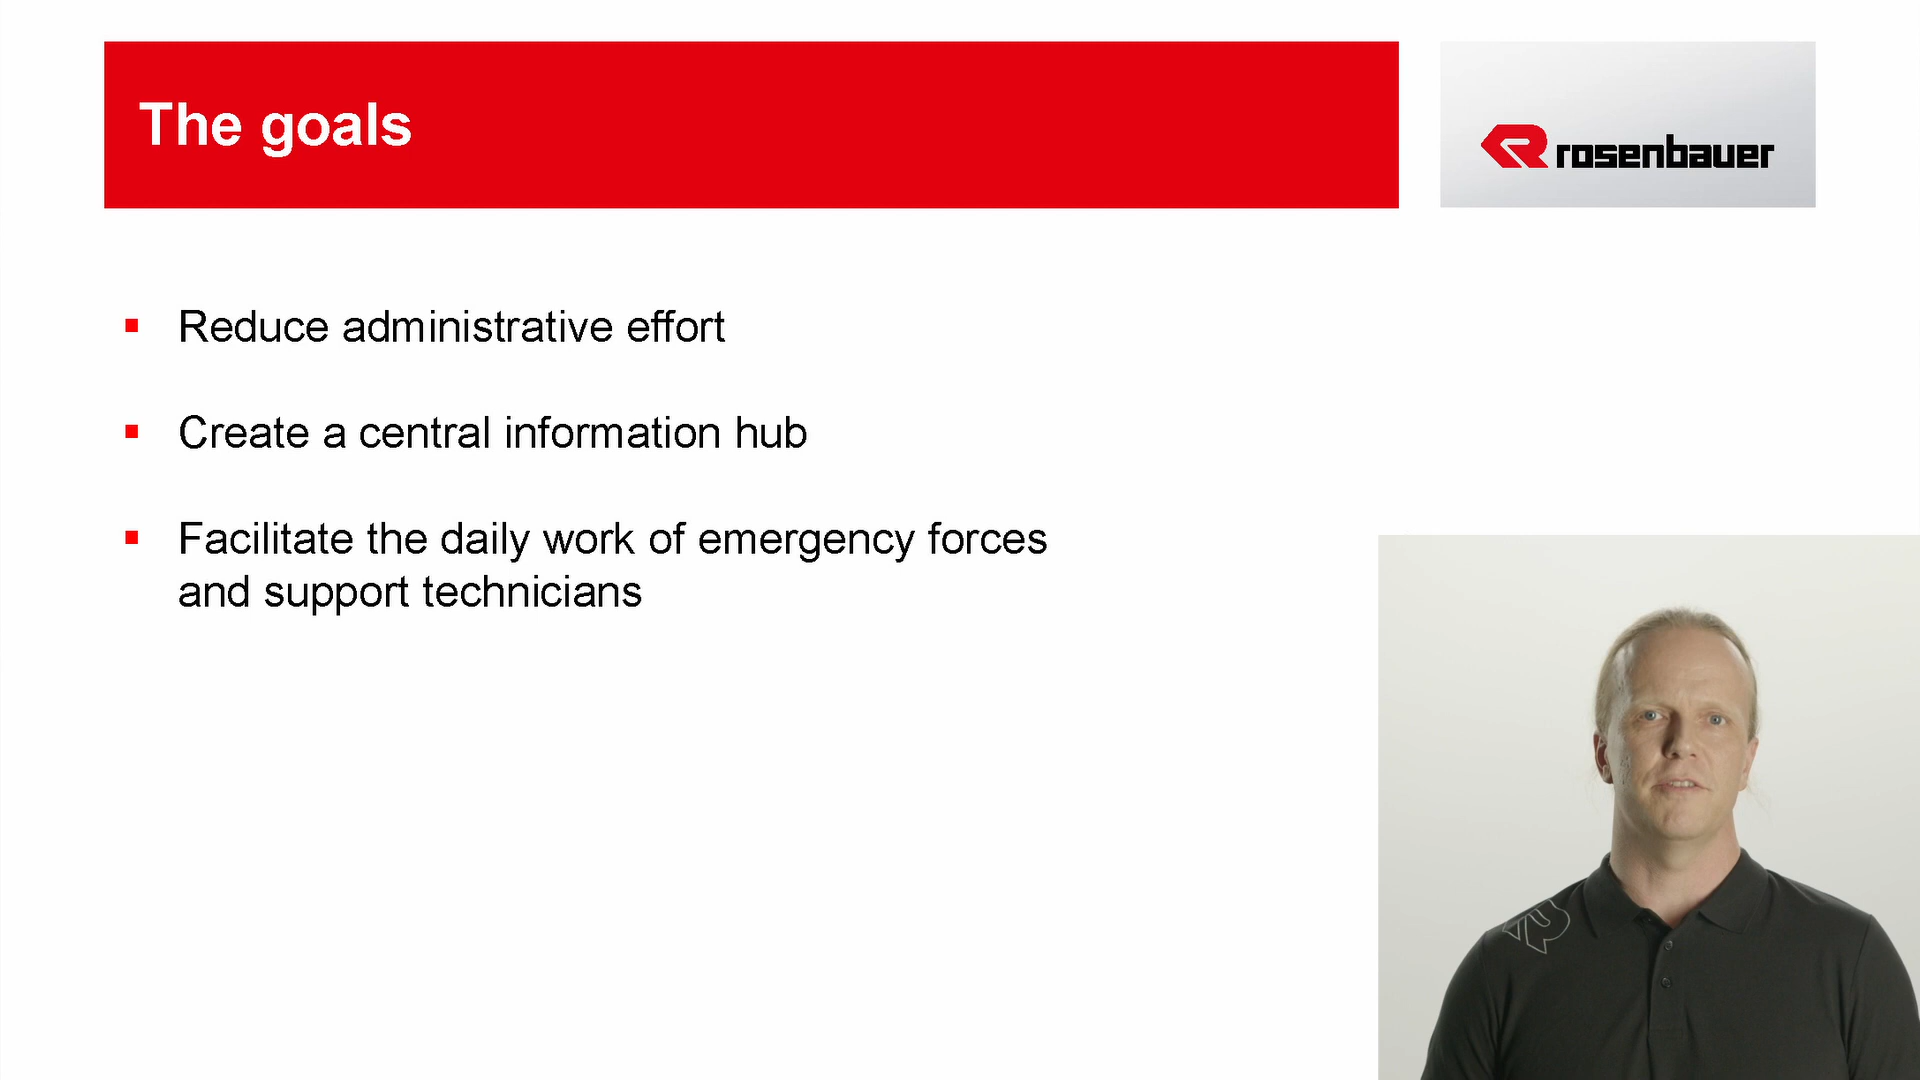 The goals
rosenbauer
Reduce administrative effort
Create a central information hub
Facilitate the daily work of emergency forces
and support technicians